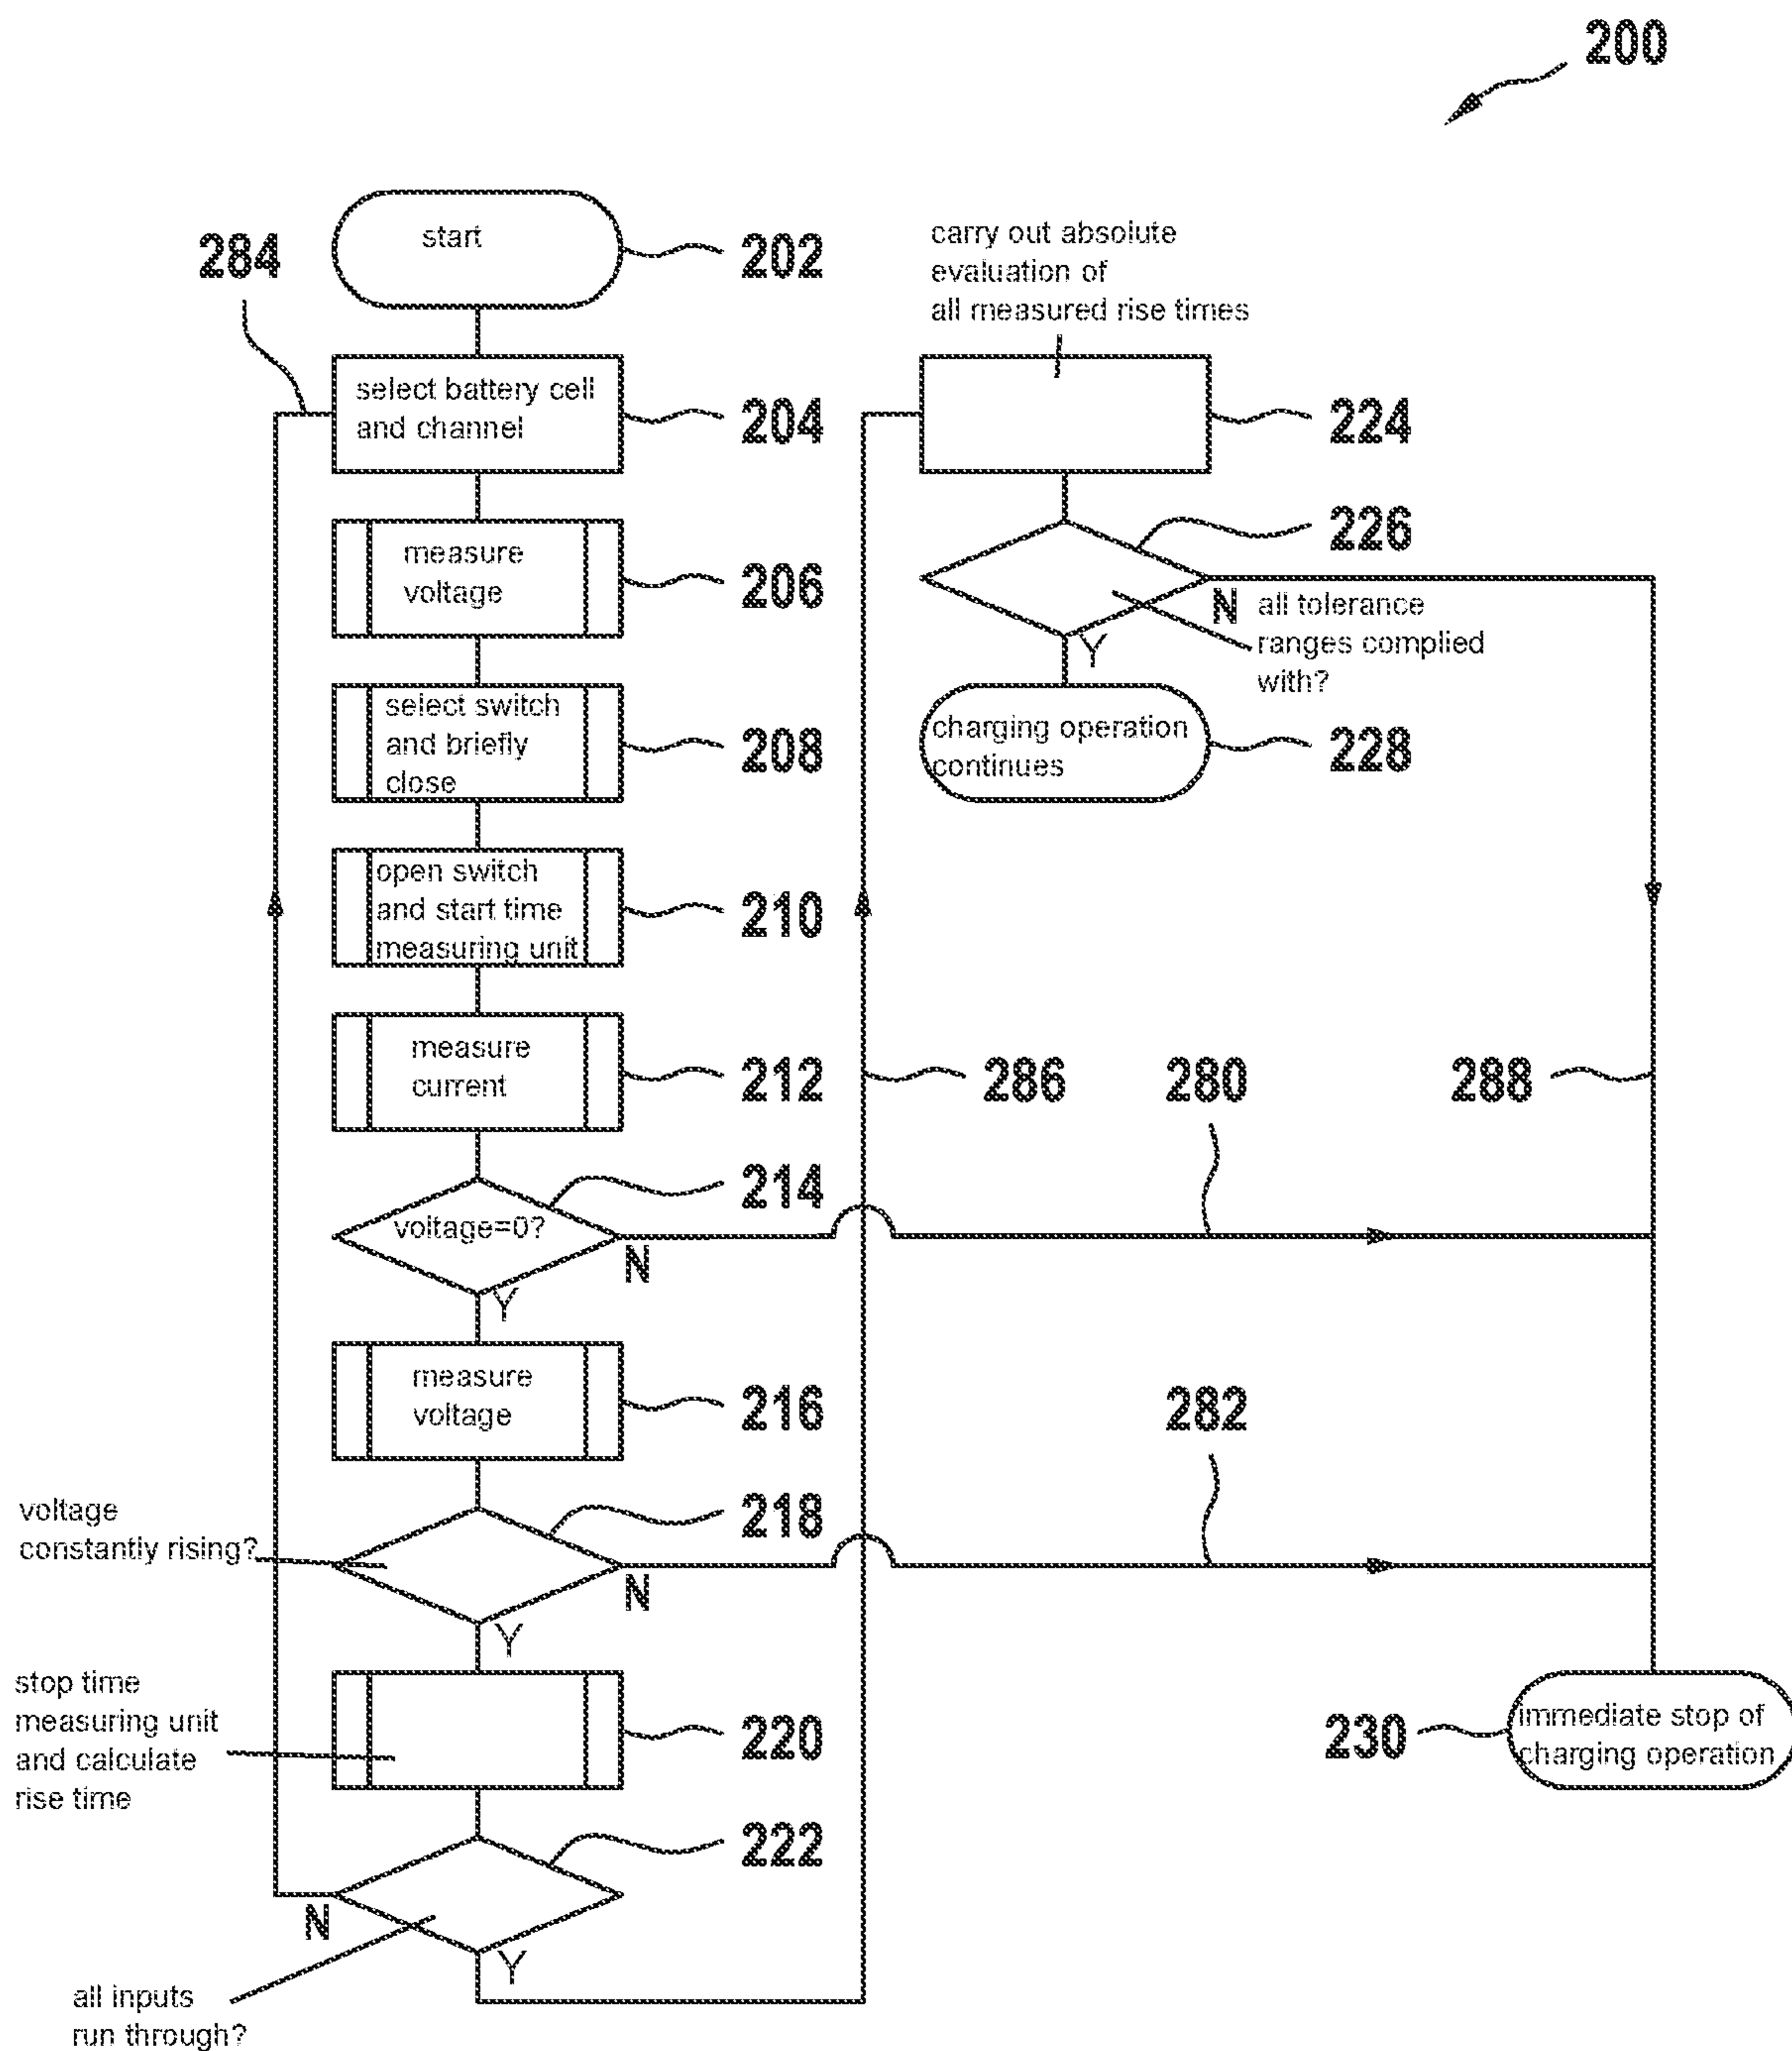 200
start
202
284
select battery cell
and channel
204
measure
voltage
206
select switch
and briefly
close
208
open switch
and start time
measuring unit
210
measure
current
212
214
voltage=0?
N
Y
measure
voltage
216
voltage
constantly rising?
218
N
Y
stop time
measuring unit
and calculate
rise time
220
222
N
Y
all inputs
run through?
carry out absolute
evaluation of
all measured rise times
224
226
N
all tolerance
ranges complied
with?
Y
charging operation
continues
228
286
280
288
282
230
immediate stop of
charging operation